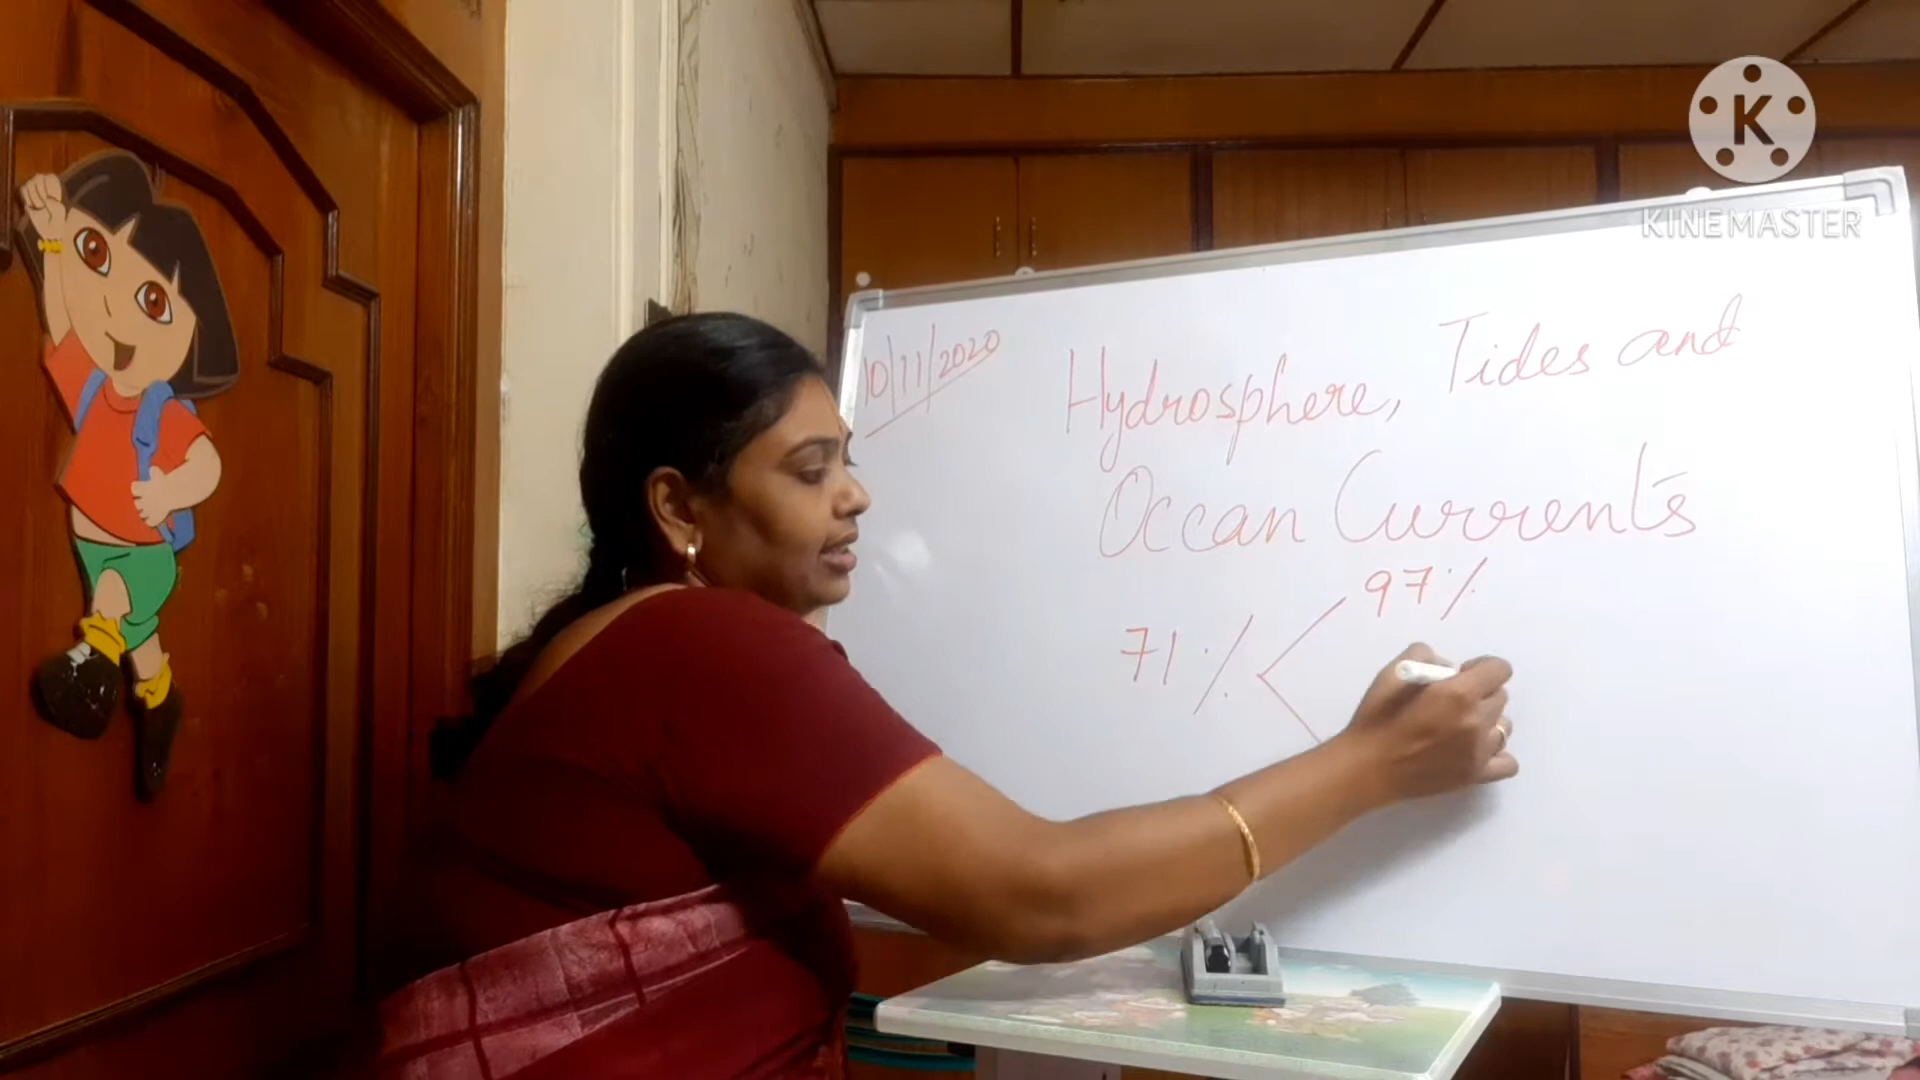 K
KINEMASTER
10/11/2020
Hydrosphere, Tides and
Ocean Currents
97%
71%